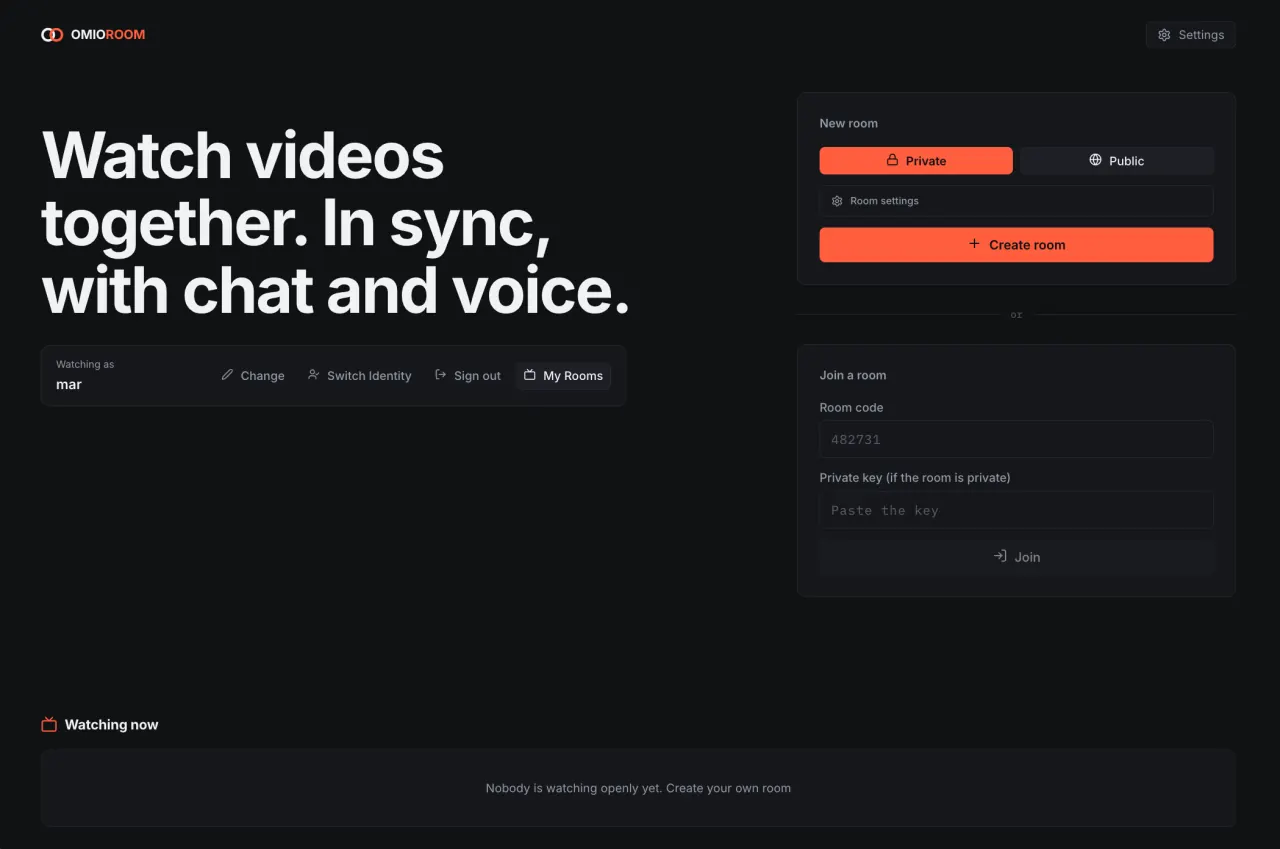 OMIOROOM
Settings
Watch videos
together. In sync,
with chat and voice.
Watching as
mar
Change
Switch Identity
Sign out
My Rooms
New room
Private
Public
Room settings
Create room
or
Join a room
Room code
482731
Private key (if the room is private)
Paste the key
Join
Watching now
Nobody is watching openly yet. Create your own room